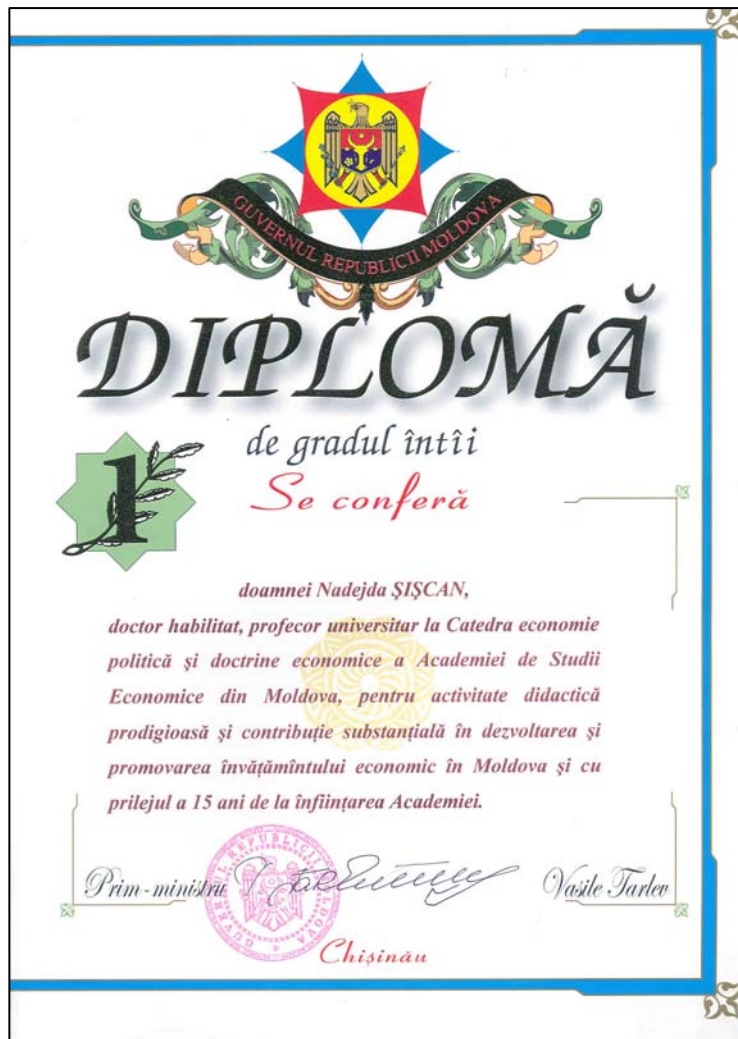 GUVERNUL REPUBLICII MOLDOVA
DIPLOMĂ
de gradul întîi
1
Se conferă
doamnei Nadejda ŞIŞCAN,
doctor habilitat, profecor universitar la Catedra economie
politică şi doctrine economice a Academiei de Studii
Economice din Moldova, pentru activitate didactică
prodigioasă şi contribuţie substanţială în dezvoltarea şi
promovarea învăţămîntului economic în Moldova şi cu
prilejul a 15 ani de la înfiinţarea Academiei.
Prim-ministru
Vasile Tarlev
GUVERNUL REPUBLICII MOLDOVA
Chişinău